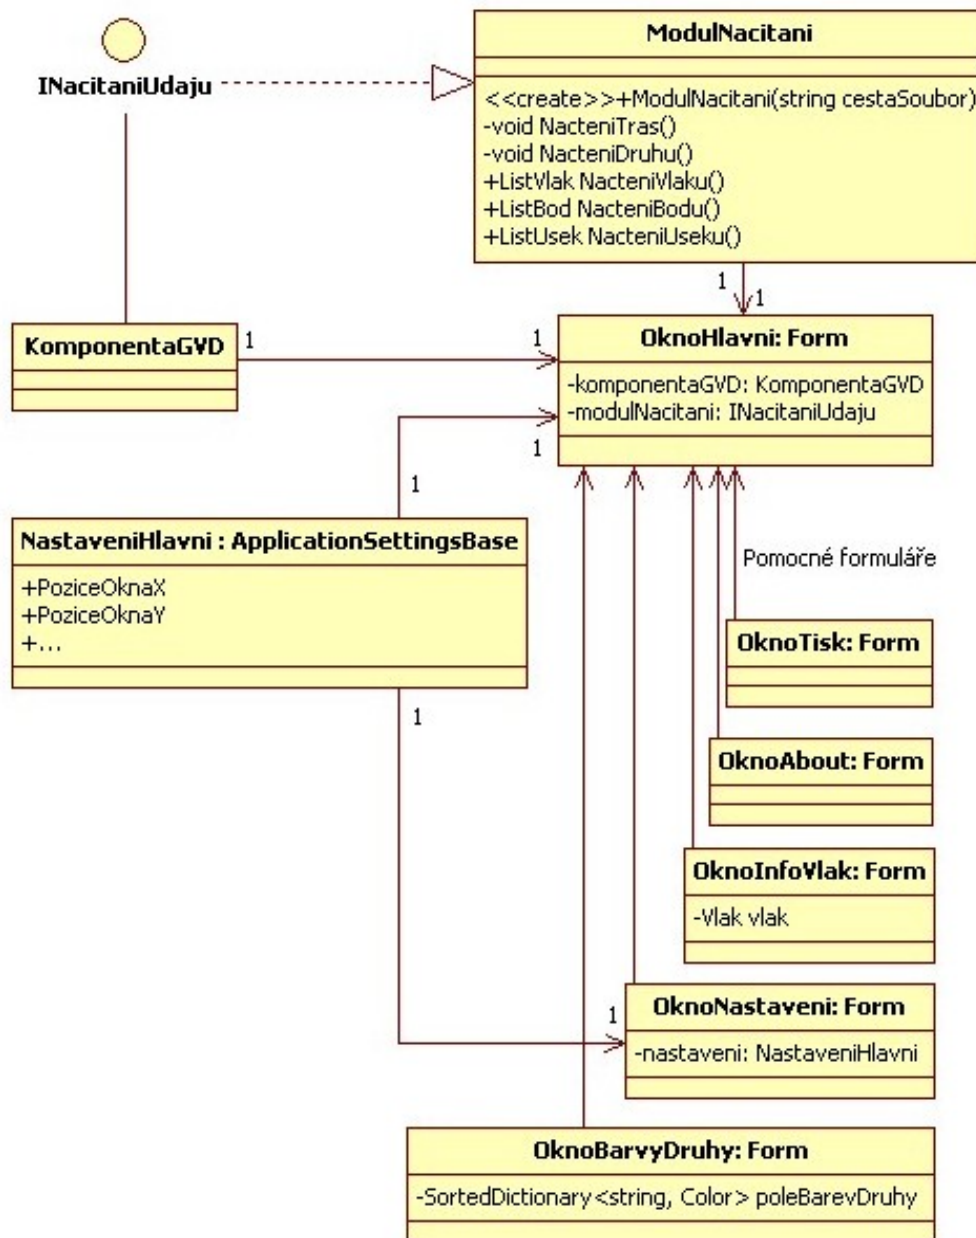 INacitaniUdaju
ModulNacitani
<<create>>+ModulNacitani(string cestaSoubor)
-void NacteniTras()
-void NacteniDruhu()
+ListVlak NacteniVlaku()
+ListBod NacteniBodu()
+ListUsek NacteniUseku()
1
1
KomponentaGVD
1
1
OknoHlavni: Form
-komponentaGVD: KomponentaGVD
-modulNacitani: INacitaniUdaju
1
1
NastaveniHlavni : ApplicationSettingsBase
+PoziceOknaX
+PoziceOknaY
+...
1
Pomocné formuláře
OknoTisk: Form
OknoAbout: Form
OknoInfoVlak: Form
-Vlak vlak
1
OknoNastaveni: Form
-nastaveni: NastaveniHlavni
OknoBarvyDruhy: Form
-SortedDictionary<string, Color> poleBarevDruhy